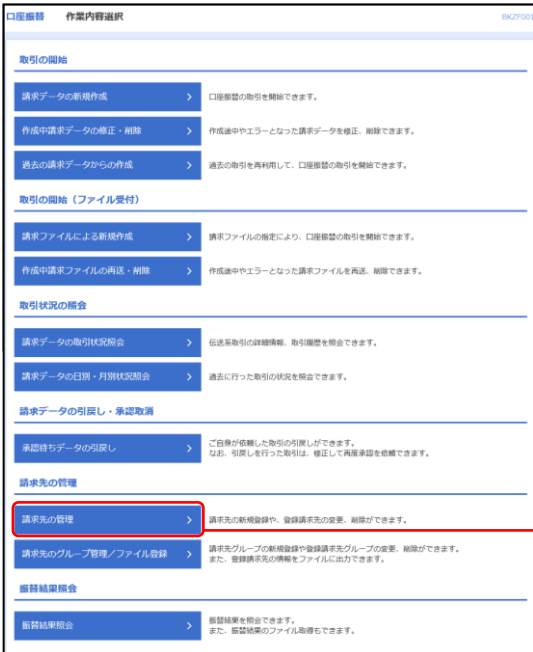 口座振替 作業内容選択 BKZF001
取引の開始
請求データの新規作成 口座振替の取引を開始できます。
作成中請求データの修正・削除 作成途中やエラーとなった請求データを修正、削除できます。
過去の請求データからの作成 過去の取引を再利用して、口座振替の取引を開始できます。
取引の開始（ファイル受付）
請求ファイルによる新規作成 請求ファイルの指定により、口座振替の取引を開始できます。
作成中請求ファイルの再送・削除 作成途中やエラーとなった請求ファイルを再送、削除できます。
取引状況の照会
請求データの取引状況照会 伝送系取引の詳細情報、取引履歴を照会できます。
請求データの日別・月別状況照会 過去に行った取引の状況を照会できます。
請求データの引戻し・承認取消
承認待ちデータの引戻し ご自身が依頼した取引の引戻しができます。
なお、引戻しを行った取引は、修正して再度承認を依頼できます。
請求先の管理
請求先の管理 請求先の新規登録や、登録請求先の変更、削除ができます。
請求先のグループ管理／ファイル登録 請求先グループの新規登録や登録請求先グループの変更、削除ができます。
また、登録請求先の情報をファイルに出力できます。
振替結果照会
振替結果照会 振替結果を照会できます。
また、振替結果のファイル取得もできます。